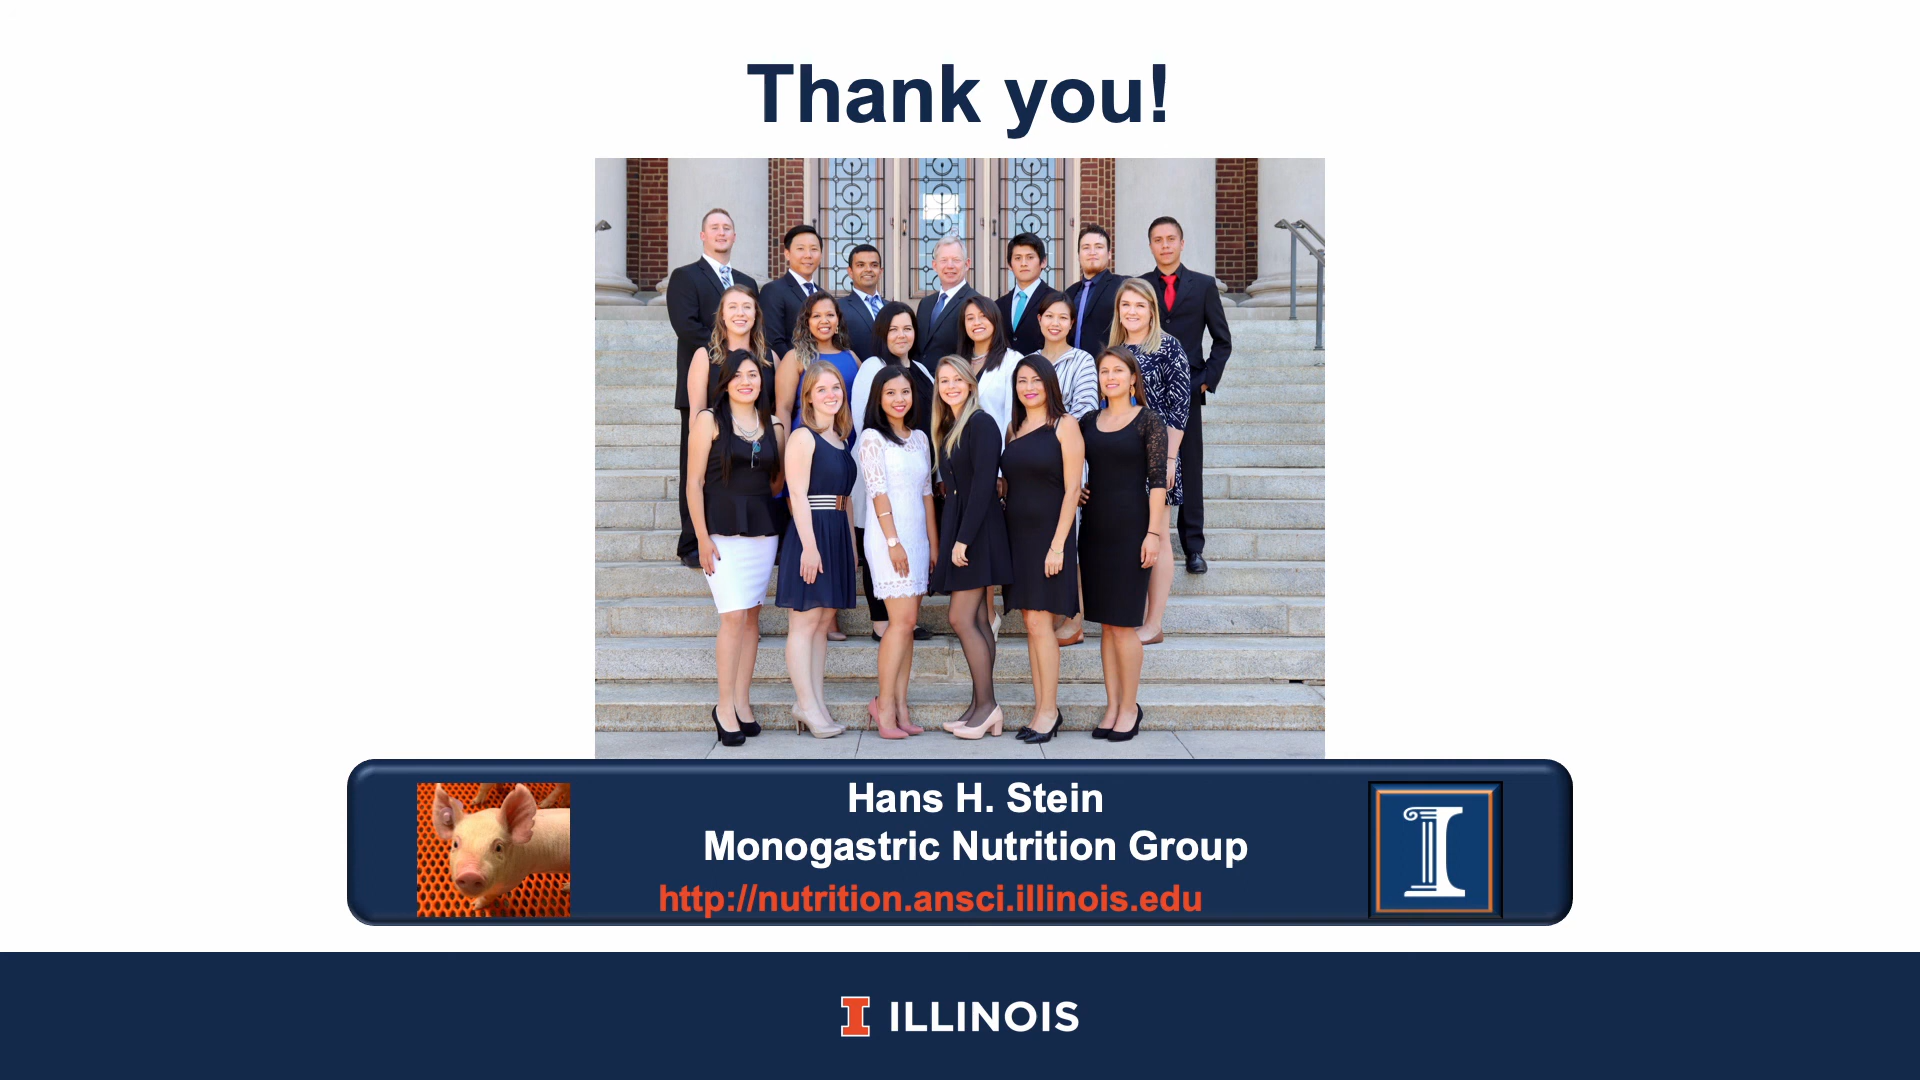 Thank you!
Hans H. Stein
Monogastric Nutrition Group
http://nutrition.ansci.illinois.edu
I ILLINOIS